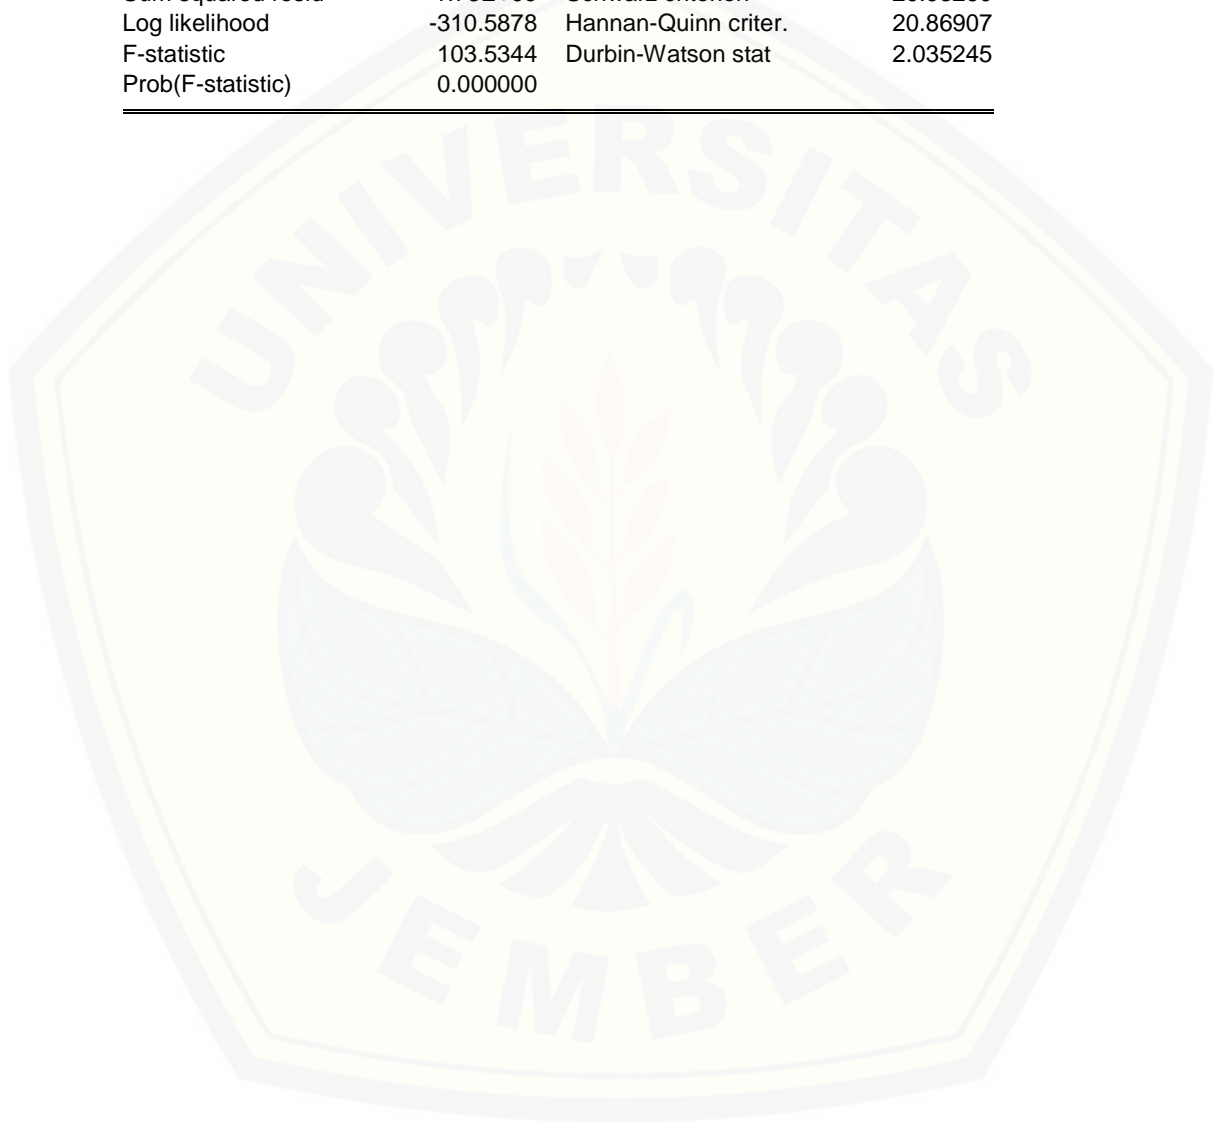 Log likelihood -310.5878 Hannan-Quinn criter. 20.86907
F-statistic 103.5344 Durbin-Watson stat 2.035245
Prob(F-statistic) 0.000000
UNIVERSITAS
JEMBER